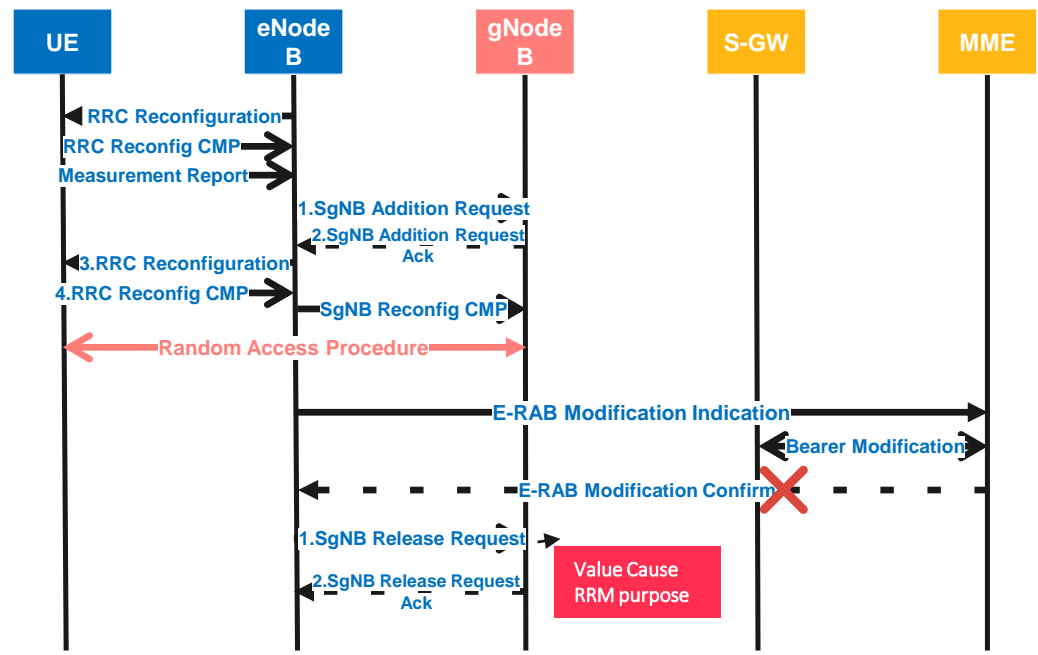 UE
eNode
B
gNode
B
S-GW
MME
RRC Reconfiguration
RRC Reconfig CMP
Measurement Report
1.SgNB Addition Request
2.SgNB Addition Request
Ack
3.RRC Reconfiguration
4.RRC Reconfig CMP
SgNB Reconfig CMP
Random Access Procedure
E-RAB Modification Indication
Bearer Modification
E-RAB Modification Confirm
1.SgNB Release Request
Value Cause
RRM purpose
2.SgNB Release Request
Ack